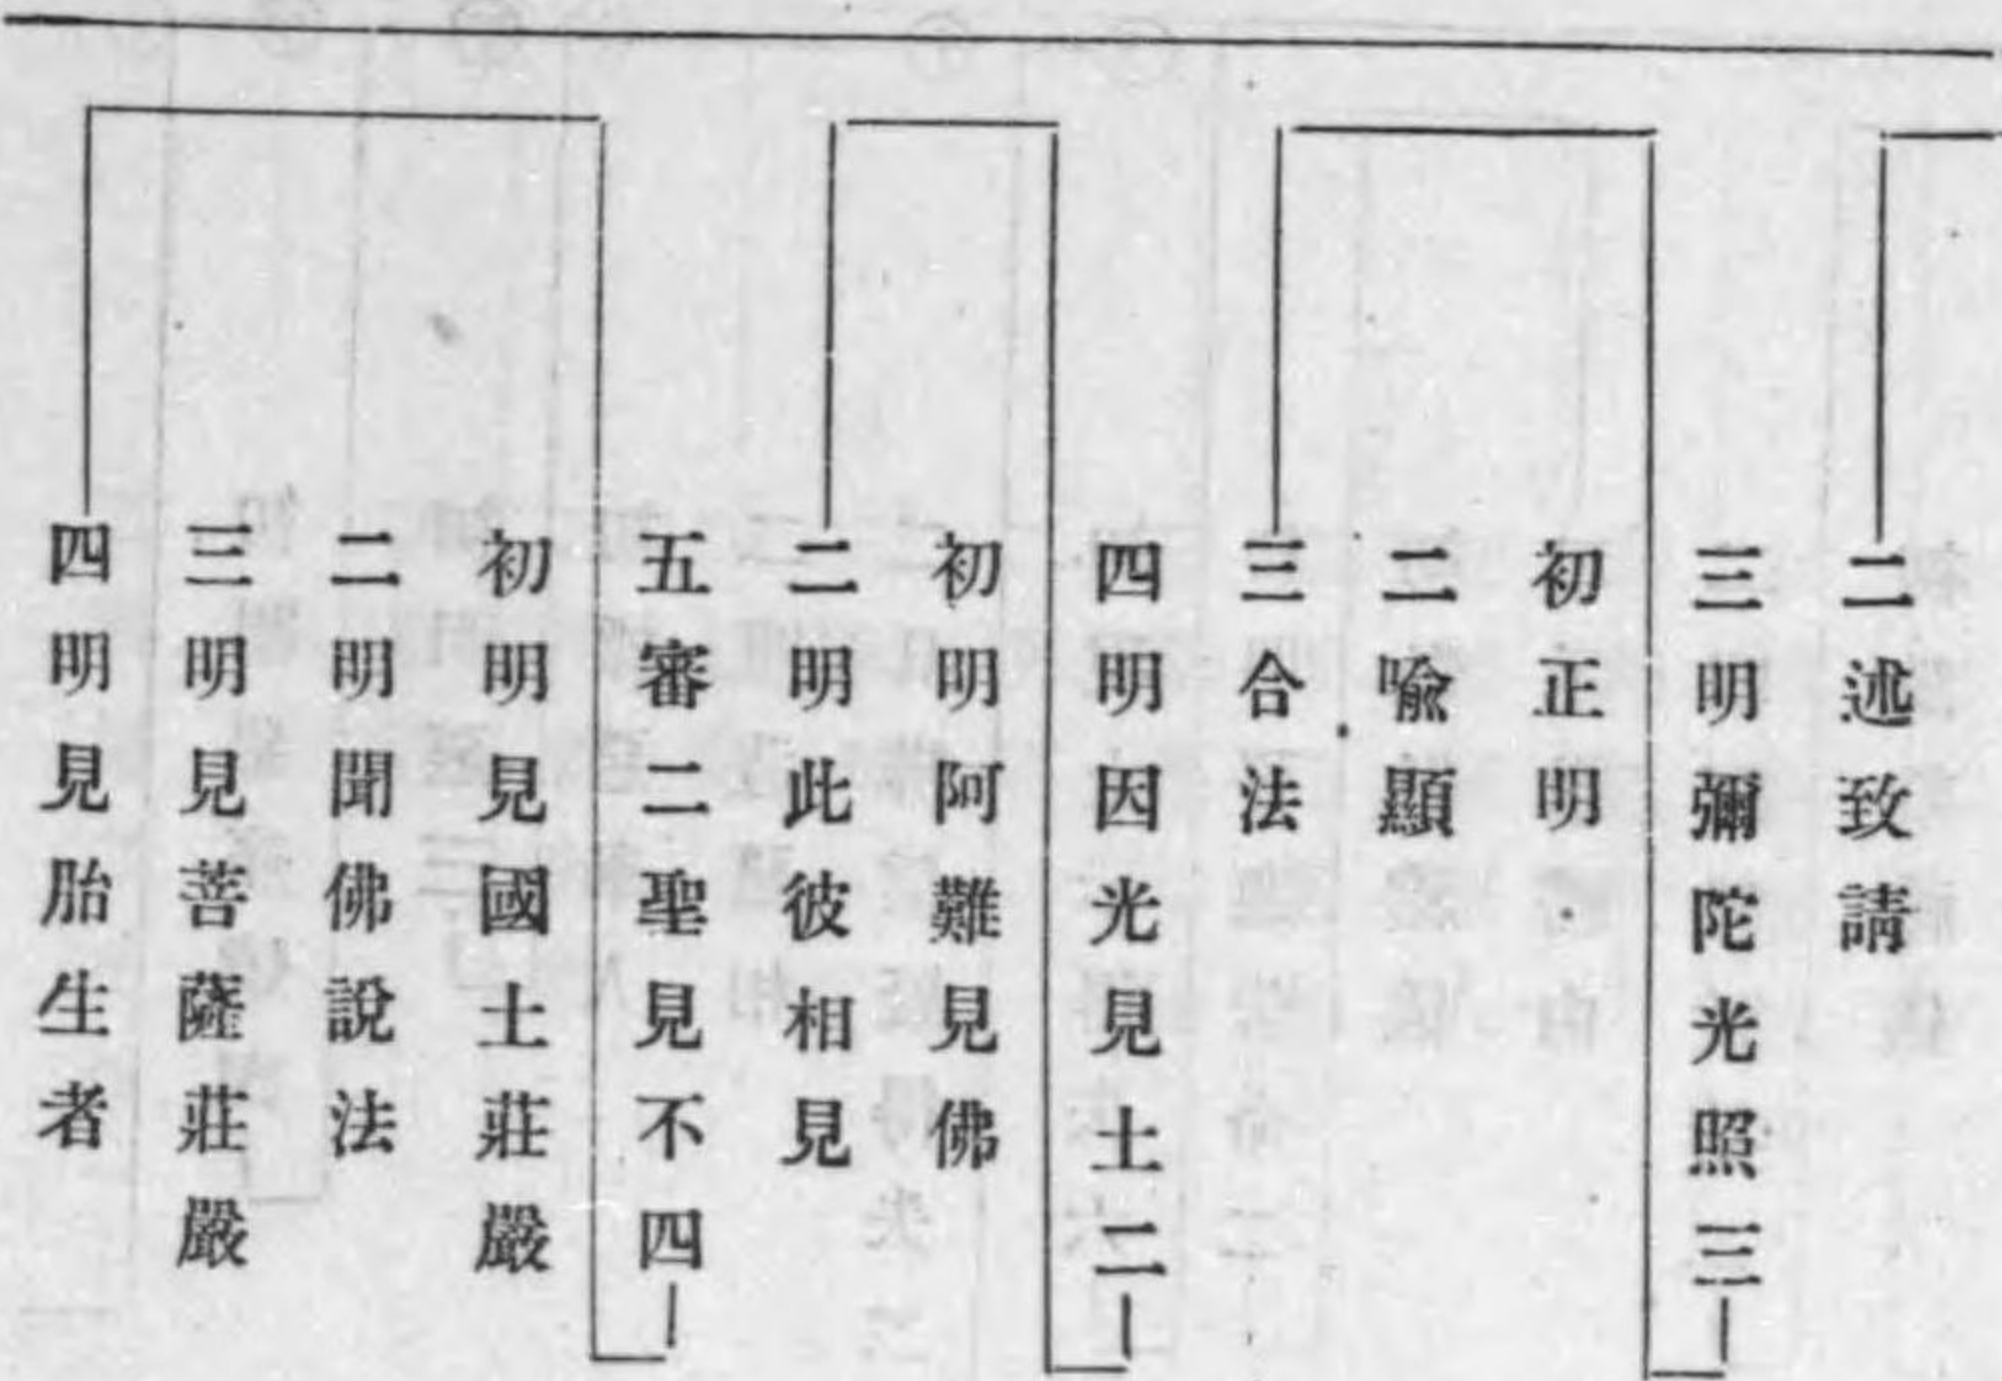 二述致請
三明彌陀光照三
初正明
二喩顯
三合法
四明因光見土二
初明阿難見佛
二明此彼相見
五審二聖見不四
初明見國土莊嚴
二明聞佛說法
三明見菩薩莊嚴
四明見胎生者